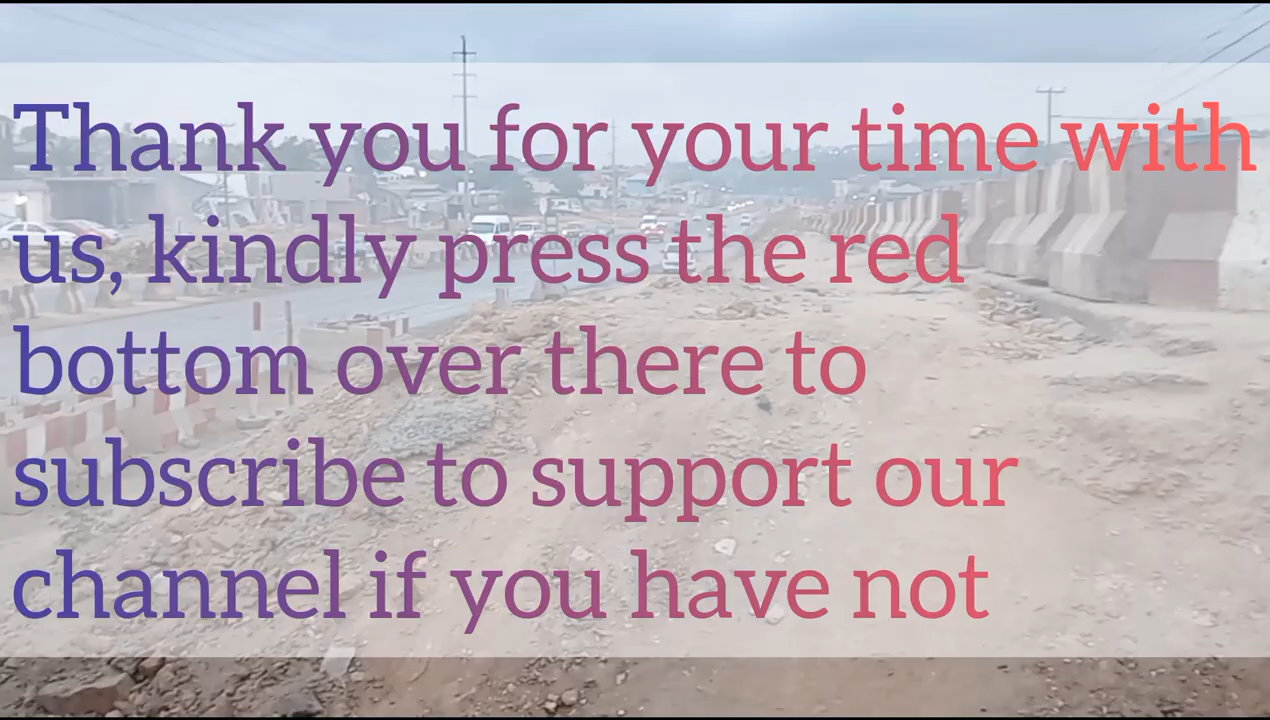 Thank you for your time with
us, kindly press the red
bottom over there to
subscribe to support our
channel if you have not